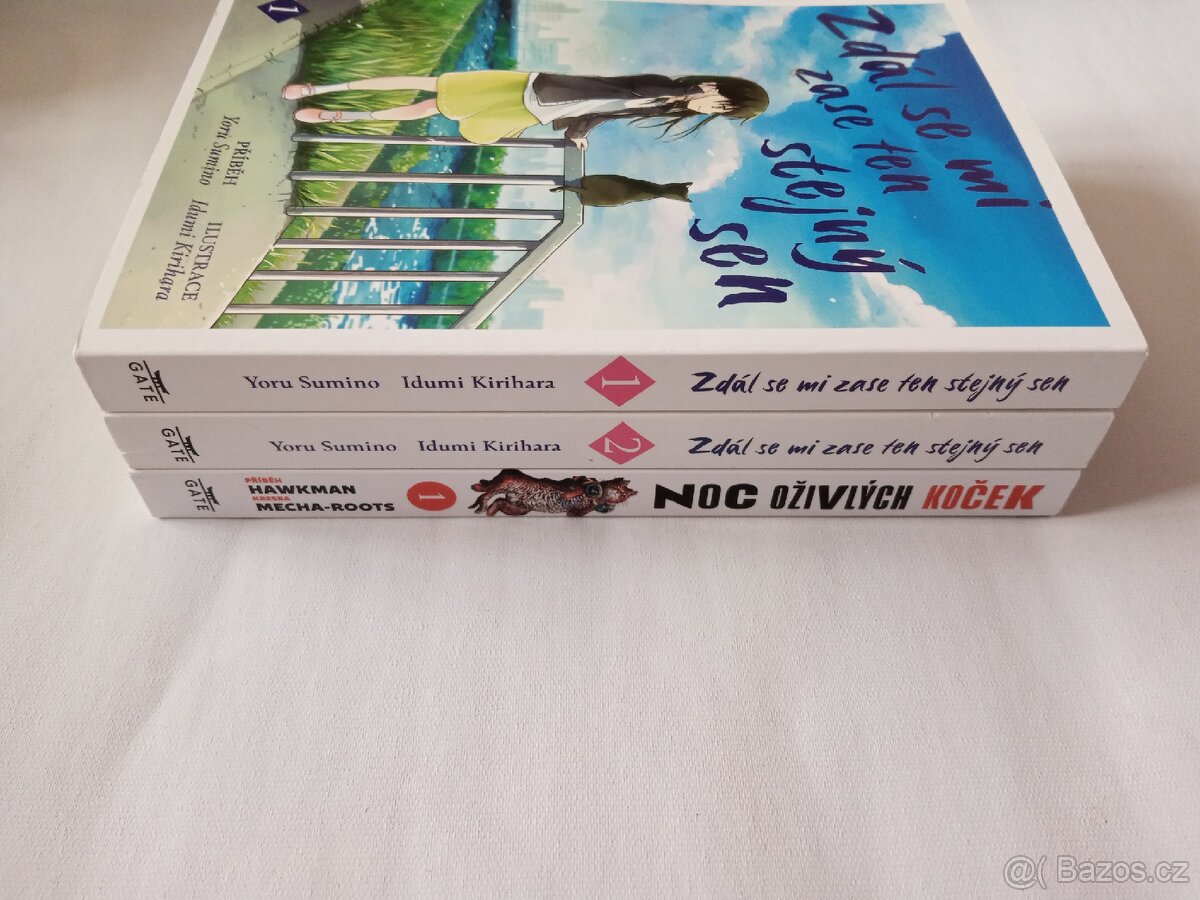 1
Zdál se mi
zase ten
stejný
sen
PŘÍBĚH
Yoru Sumino
ILUSTRACE
Idumi Kirihara
GATE
Yoru Sumino Idumi Kirihara 1 Zdál se mi zase ten stejný sen
GATE
Yoru Sumino Idumi Kirihara 2 Zdál se mi zase ten stejný sen
GATE
PŘÍBĚH
HAWKMAN
KRESBA
MECHA-ROOTS
1
NOC OŽIVLÝCH KOČEK
@( Bazos.cz